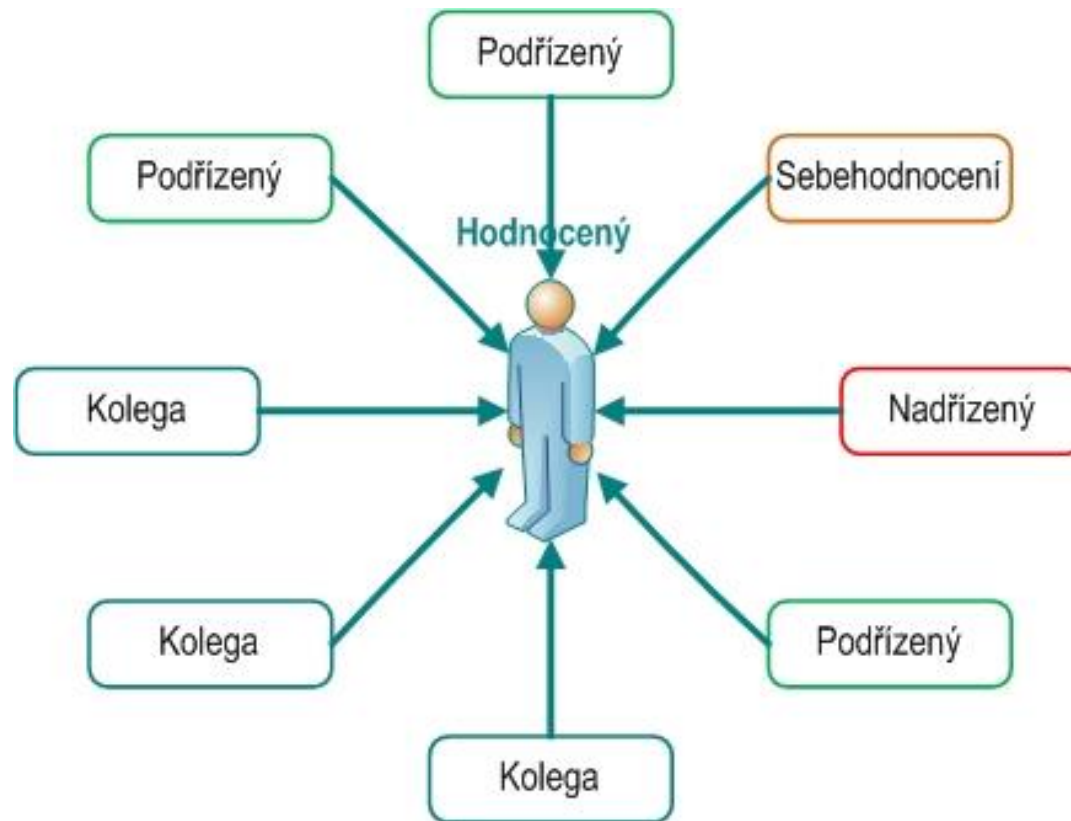 Podřízený
Podřízený
Sebehodnocení
Hodnocený
Kolega
Nadřízený
Kolega
Podřízený
Kolega